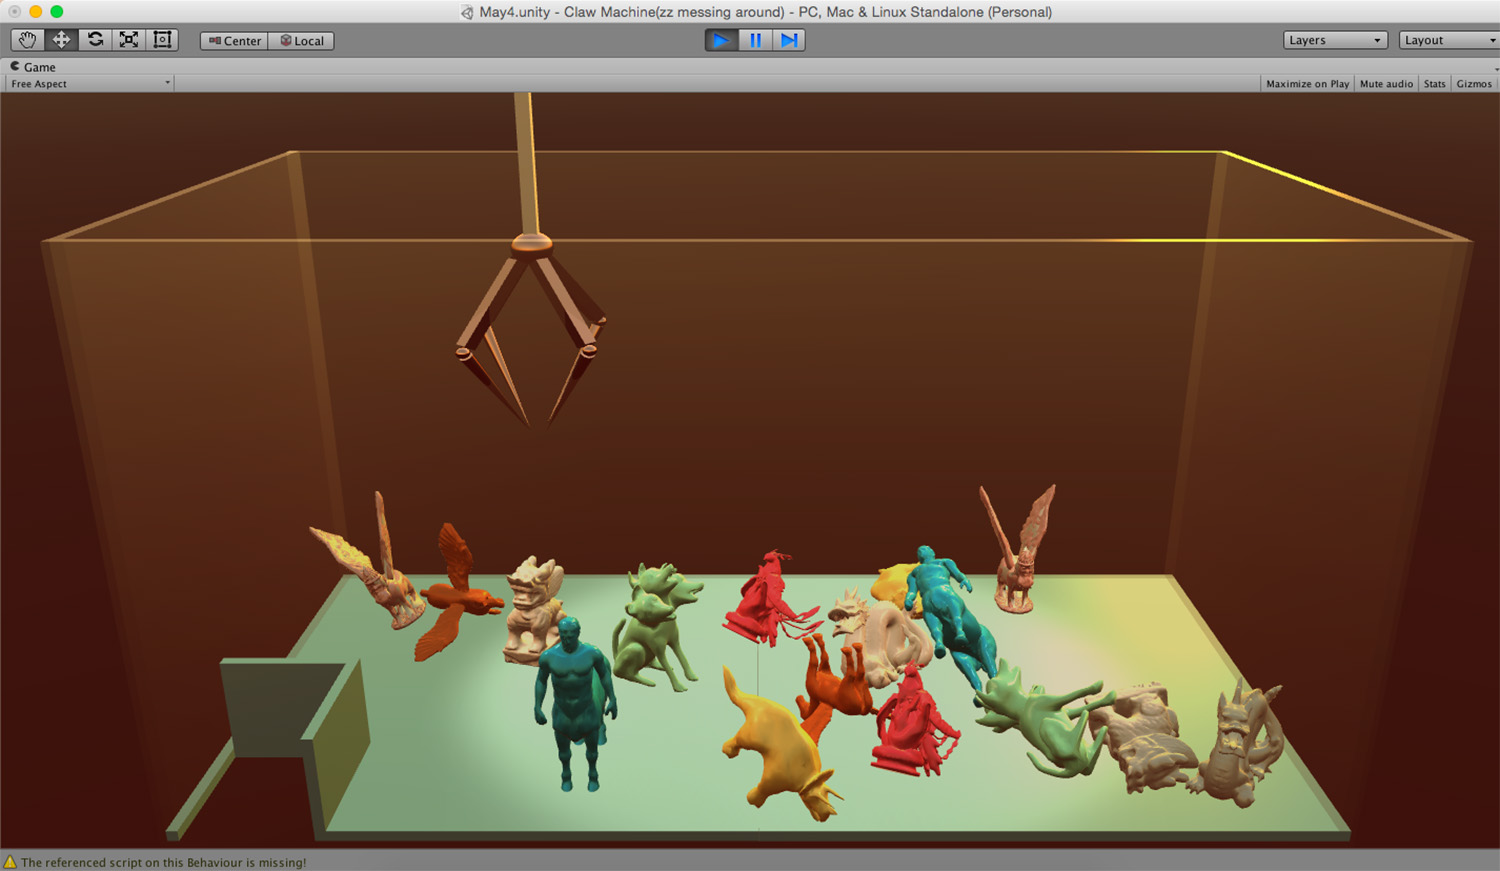 May4.unity - Claw Machine(zz messing around) - PC, Mac & Linux Standalone (Personal)
Center Local Layers Layout
Game
Free Aspect Maximize on Play Mute audio Stats Gizmos
The referenced script on this Behaviour is missing!